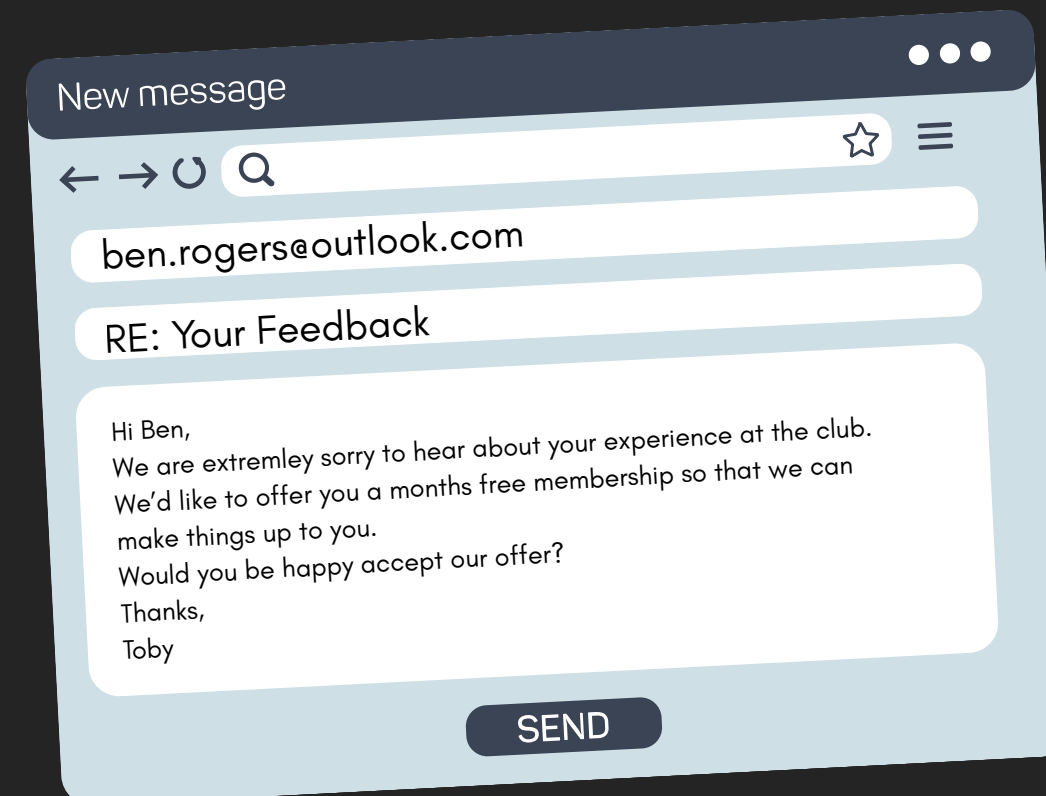 New message
ben.rogers@outlook.com
RE: Your Feedback
Hi Ben,
We are extremley sorry to hear about your experience at the club.
We'd like to offer you a months free membership so that we can
make things up to you.
Would you be happy accept our offer?
Thanks,
Toby
SEND